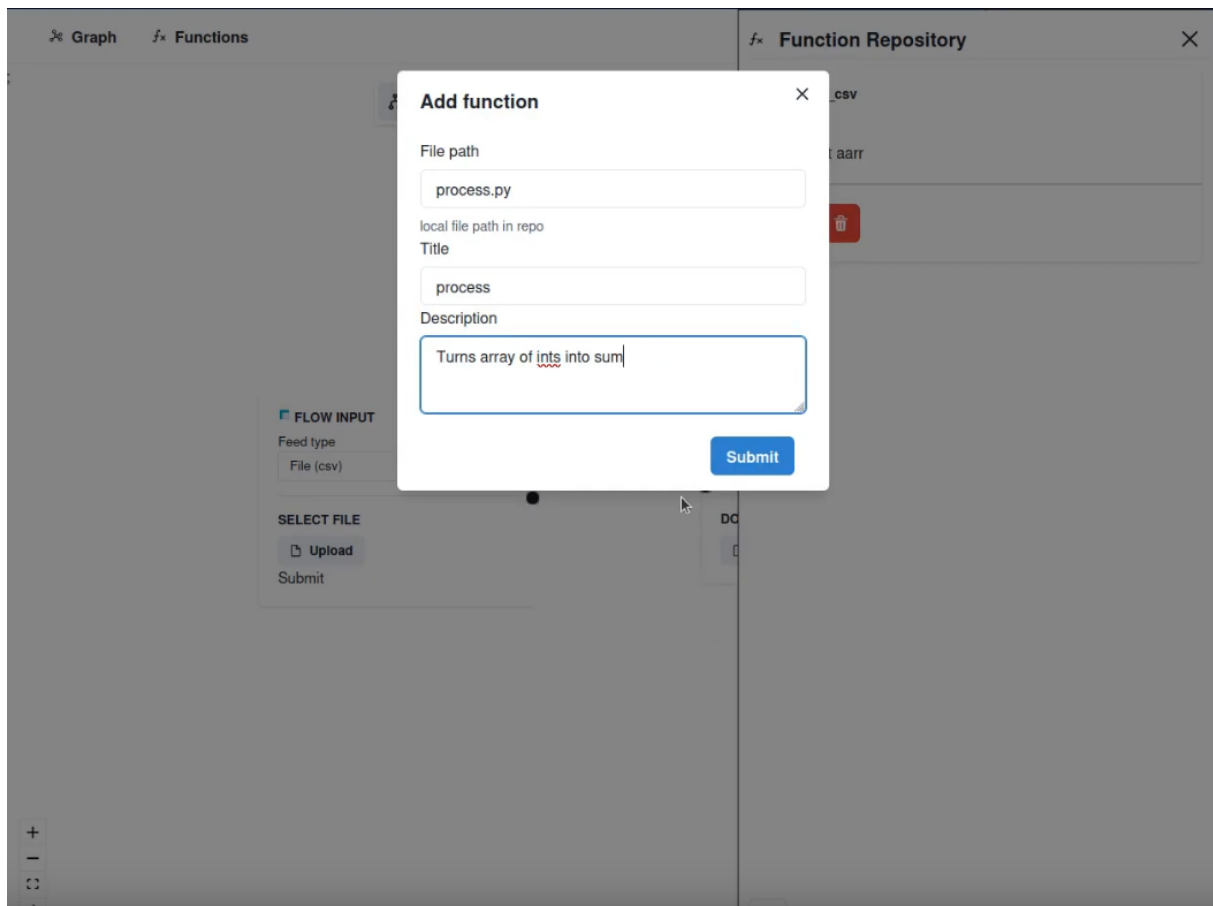 Graph
Functions
Function Repository
Add function
_csv
File path
t aarr
process.py
local file path in repo
Title
process
Description
Turns array of ints into sum
FLOW INPUT
Feed type
File (csv)
Submit
SELECT FILE
DO
Upload
Submit